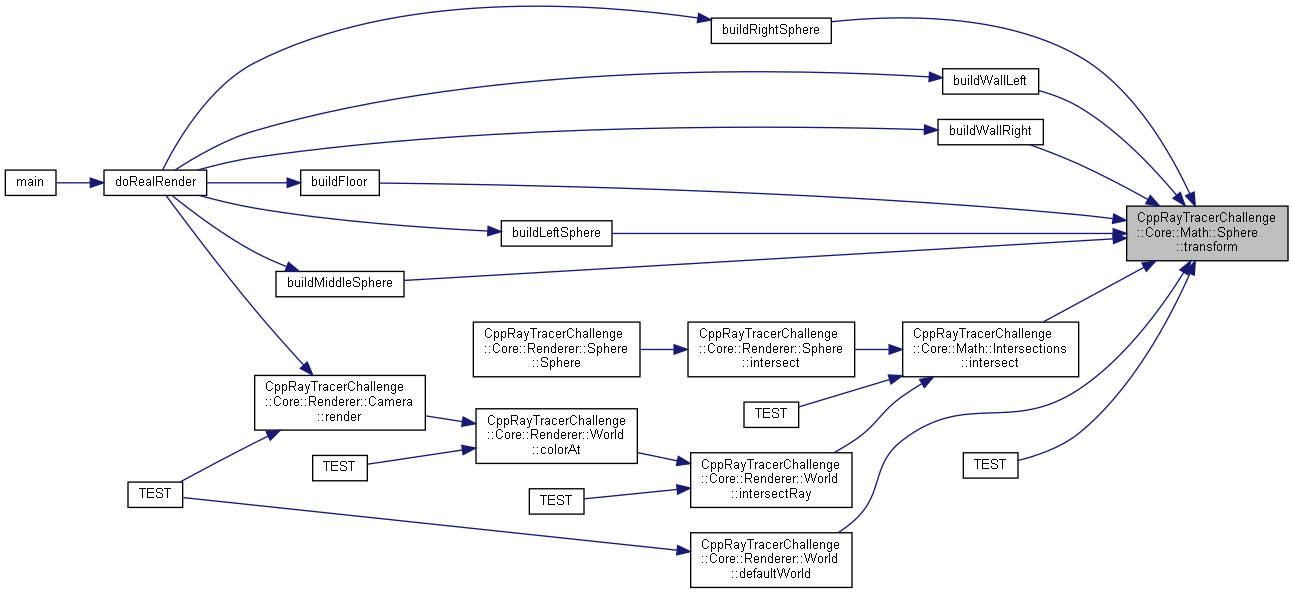 buildRightSphere
buildWallLeft
buildWallRight
main
doRealRender
buildFloor
CppRayTracerChallenge
::Core::Math::Sphere
::transform
buildLeftSphere
buildMiddleSphere
CppRayTracerChallenge
::Core::Renderer::Sphere
::Sphere
CppRayTracerChallenge
::Core::Renderer::Sphere
::intersect
CppRayTracerChallenge
::Core::Math::Intersections
::intersect
CppRayTracerChallenge
::Core::Renderer::Camera
::render
TEST
CppRayTracerChallenge
::Core::Renderer::World
::colorAt
TEST
TEST
CppRayTracerChallenge
::Core::Renderer::World
::intersectRay
TEST
TEST
CppRayTracerChallenge
::Core::Renderer::World
::defaultWorld